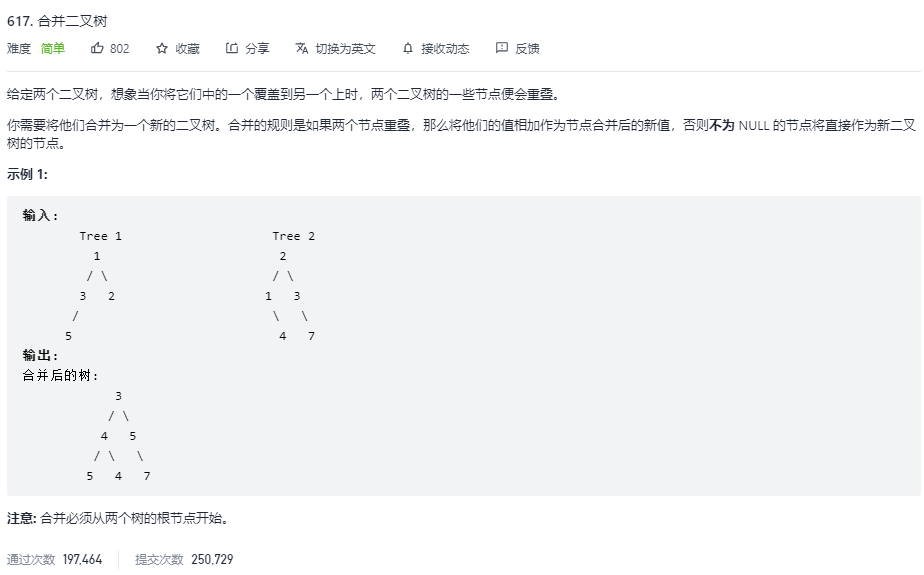 617. 合并二叉树
难度 简单 802 收藏 分享 切换为英文 接收动态 反馈
给定两个二叉树，想象当你将它们中的一个覆盖到另一个上时，两个二叉树的一些节点便会重叠。
你需要将他们合并为一个新的二叉树。合并的规则是如果两个节点重叠，那么将他们的值相加作为节点合并后的新值，否则不为 NULL 的节点将直接作为新二叉
树的节点。
示例 1:
输入:
Tree 1                     Tree 2
1                         2
/ \                       / \
3   2                     1   3
/                           \   \
5                             4   7
输出:
合并后的树:
3
/ \
4   5
/ \   \
5   4   7
注意: 合并必须从两个树的根节点开始。
通过次数 197,464 提交次数 250,729